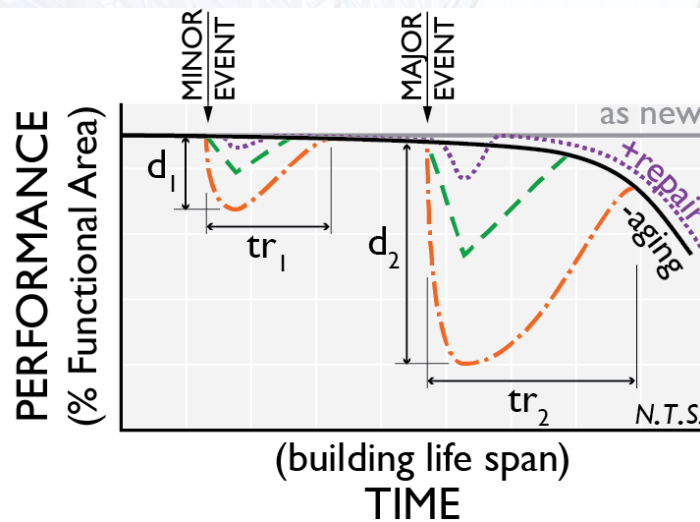 MINOR
EVENT
MAJOR
EVENT
PERFORMANCE
(% Functional Area)
as new
+repair
-aging
d₁
tr₁
d₂
tr₂
N.T.S.
(building life span)
TIME